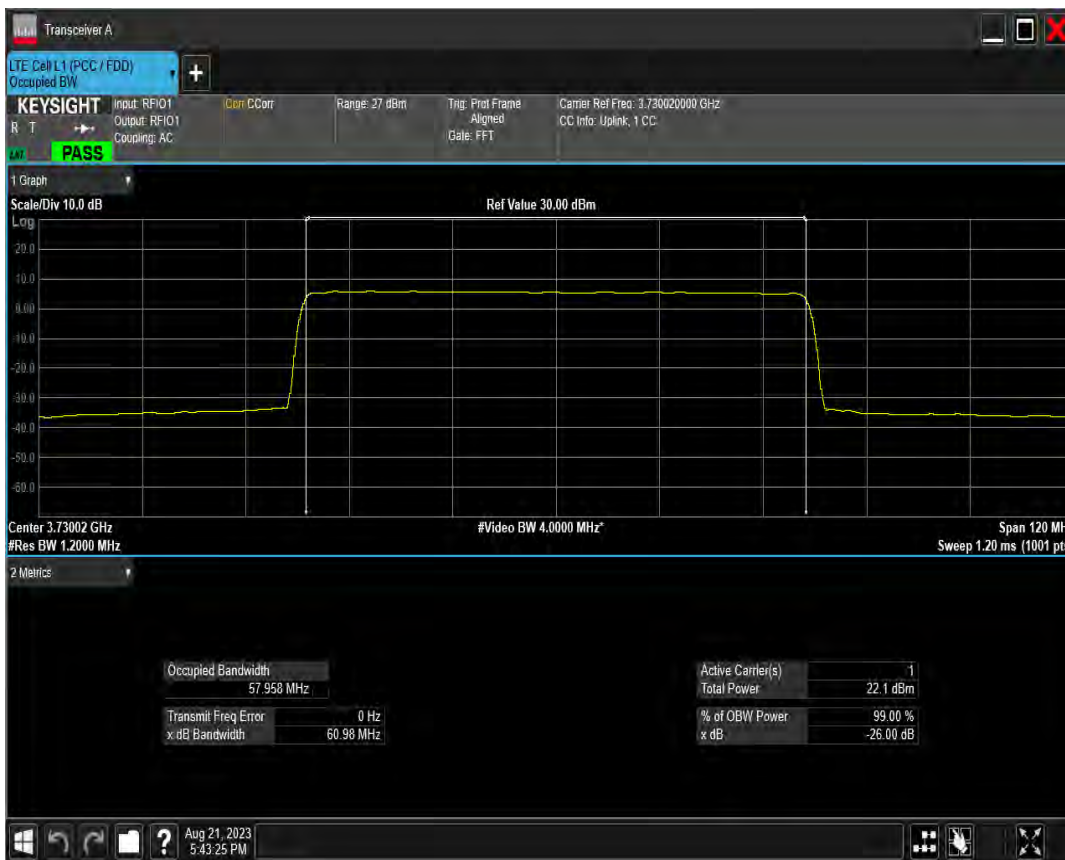 Transceiver A
LTE Cell L1 (PCC / FDD)
Occupied BW
KEYSIGHT
R T
PASS
Input: RFIO1
Output: RFIO1
Coupling: AC
Corr CCorr
Range: 27 dBm
Trig: Prot Frame
Aligned
Gate: FFT
Carrier Ref Freq: 3.730020000 GHz
CC Info: Uplink, 1 CC
1 Graph
Scale/Div 10.0 dB
Ref Value 30.00 dBm
Log
20.0
10.0
0.00
-10.0
-20.0
-30.0
-40.0
-50.0
-60.0
Center 3.73002 GHz
#Video BW 4.0000 MHz*
Span 120 MH
#Res BW 1.2000 MHz
Sweep 1.20 ms (1001 pts
2 Metrics
Occupied Bandwidth
57.958 MHz
Transmit Freq Error 0 Hz
x dB Bandwidth 60.98 MHz
Active Carrier(s) 1
Total Power 22.1 dBm
% of OBW Power 99.00 %
x dB -26.00 dB
Aug 21, 2023
5:43:25 PM